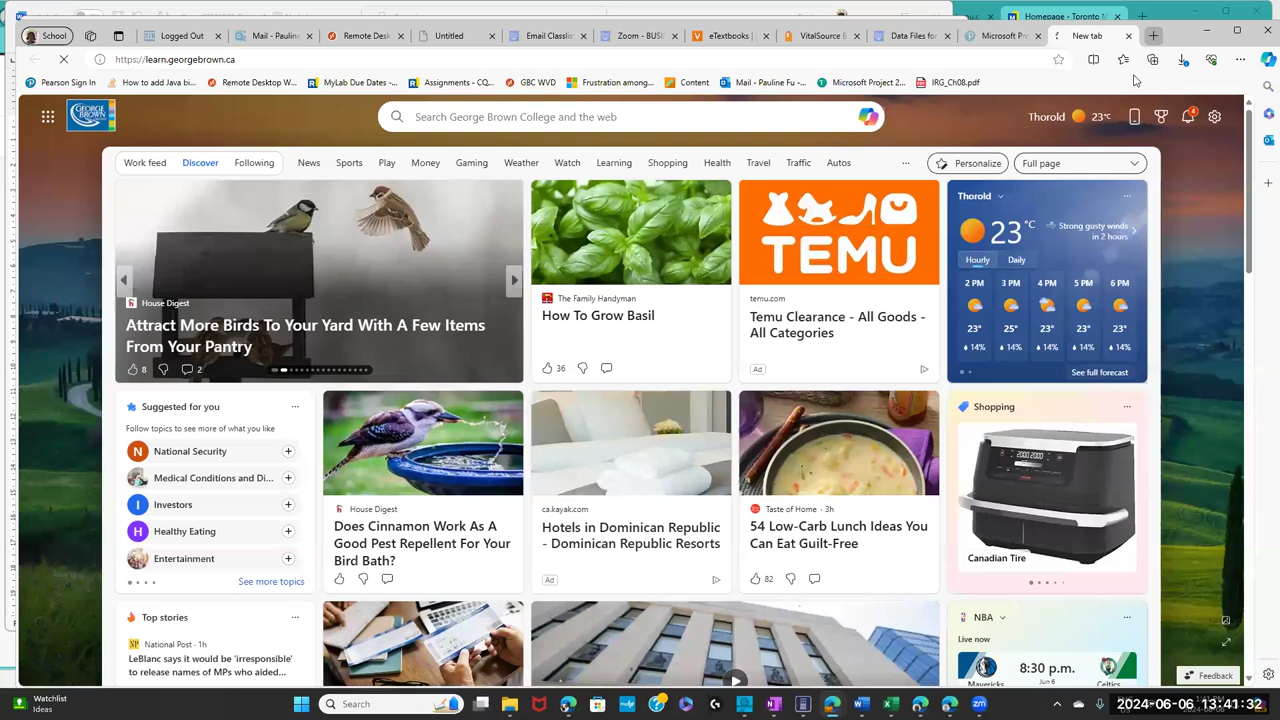 Homepage - Toronto M
School
Logged Out
Mail - Pauline
Remote Desk
Untitled
Email Classlis
Zoom - BUSI
eTextbooks |
VitalSource B
Data Files for
Microsoft Pro
New tab
https://learn.georgebrown.ca
Pearson Sign In
How to add Java bi...
Remote Desktop W...
MyLab Due Dates -...
Assignments - CQ...
GBC WVD
Frustration among...
Content
Mail - Pauline Fu -...
Microsoft Project 2...
IRG_Ch08.pdf
GEORGE BROWN
Search George Brown College and the web
Thorold 23°C
4
Work feed
Discover
Following
News
Sports
Play
Money
Gaming
Weather
Watch
Learning
Shopping
Health
Travel
Traffic
Autos
...
Personalize
Full page
House Digest
Attract More Birds To Your Yard With A Few Items
From Your Pantry
8
2
The Family Handyman
How To Grow Basil
36
TEMU
temu.com
Temu Clearance - All Goods -
All Categories
Ad
Thorold
23 °C
Strong gusty winds
in 2 hours
Hourly
Daily
2 PM 3 PM 4 PM 5 PM 6 PM
23° 25° 23° 23° 23°
14% 14% 14% 14% 14%
See full forecast
Suggested for you
Follow topics to see more of what you like
N National Security
Medical Conditions and Di...
I Investors
H Healthy Eating
Entertainment
See more topics
House Digest
Does Cinnamon Work As A
Good Pest Repellent For Your
Bird Bath?
ca.kayak.com
Hotels in Dominican Republic
- Dominican Republic Resorts
Ad
Taste of Home · 3h
54 Low-Carb Lunch Ideas You
Can Eat Guilt-Free
82
Shopping
Canadian Tire
Top stories
National Post · 1h
LeBlanc says it would be 'irresponsible'
to release names of MPs who aided...
NBA
Live now
Mavericks
8:30 p.m.
Jun 6
Celtics
Feedback
Watchlist
Ideas
Search
2024-06-06 13:41:32